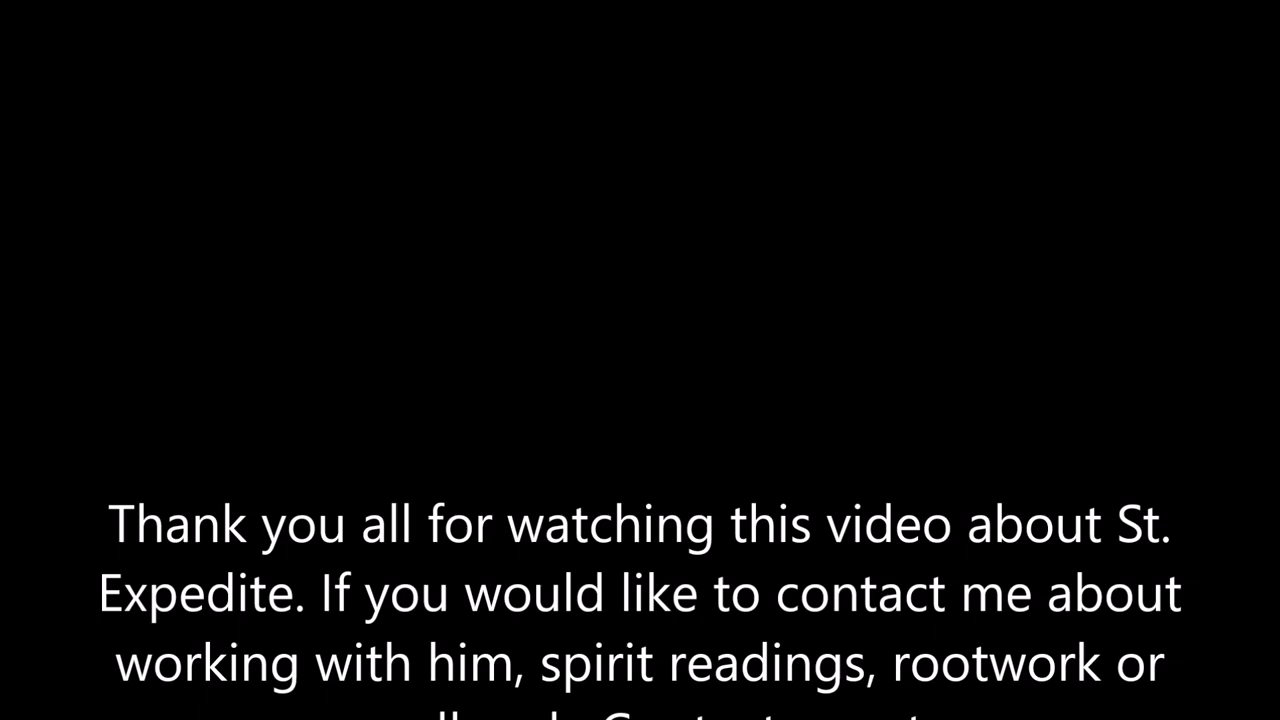 Thank you all for watching this video about St.
Expedite. If you would like to contact me about
working with him, spirit readings, rootwork or